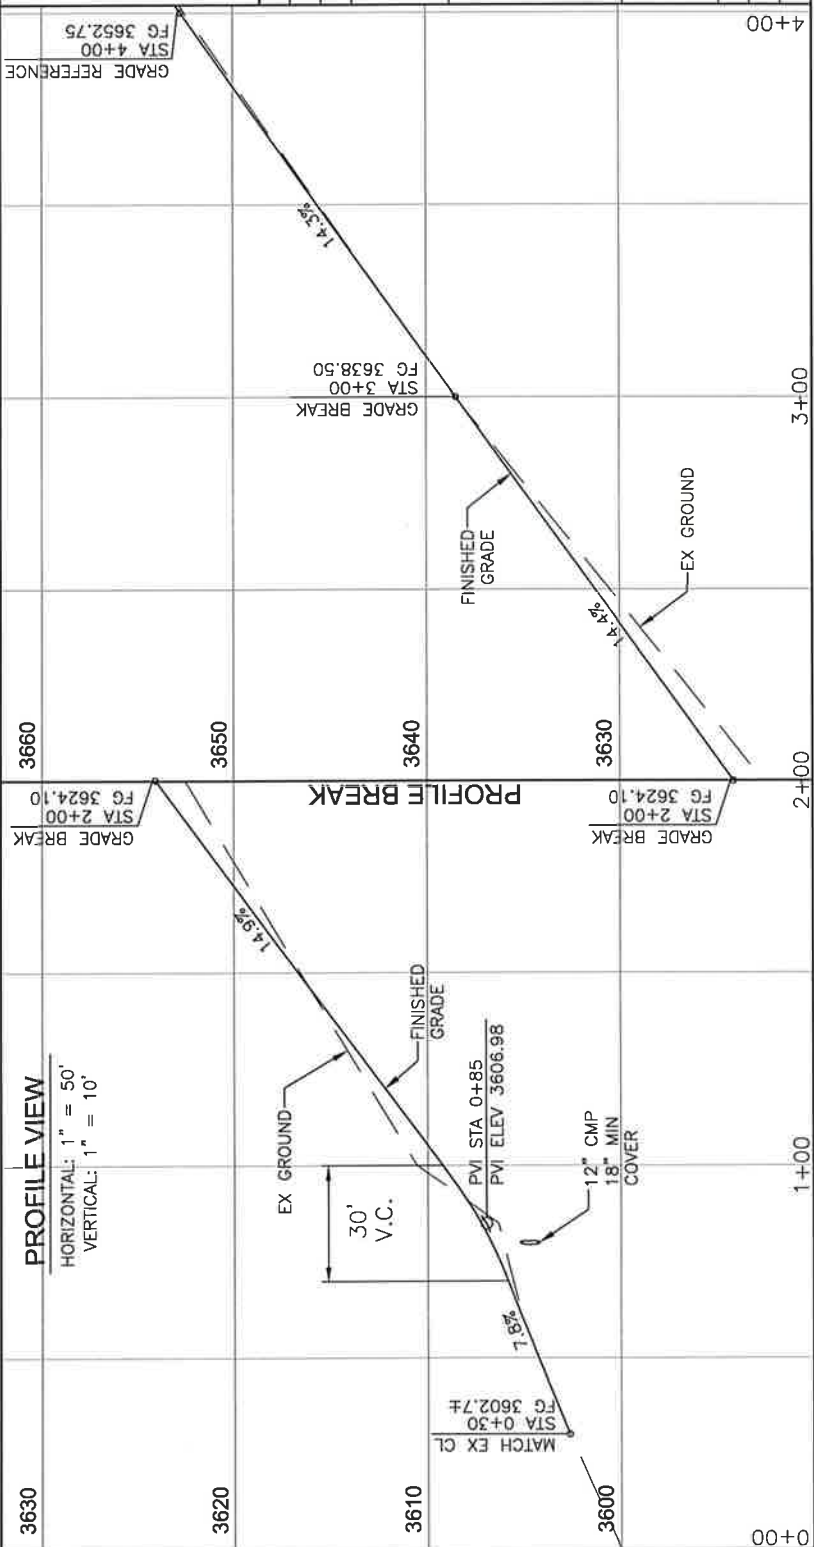 PROFILE VIEW
HORIZONTAL: 1" = 50'
VERTICAL: 1" = 10'
3630
3620
3610
3600
0+00
1+00
2+00
3+00
4+00
3660
3650
3640
3630
PROFILE BREAK
MATCH EX CL
STA 0+30
FG 3602.7±
7.8%
30'
V.C.
PVI STA 0+85
PVI ELEV 3606.98
12" CMP
18" MIN
COVER
EX GROUND
FINISHED
GRADE
14.9%
GRADE BREAK
STA 2+00
FG 3624.10
GRADE BREAK
STA 2+00
FG 3624.10
14.4%
EX GROUND
FINISHED
GRADE
GRADE BREAK
STA 3+00
FG 3638.50
14.3%
GRADE REFERENCE
STA 4+00
FG 3652.75